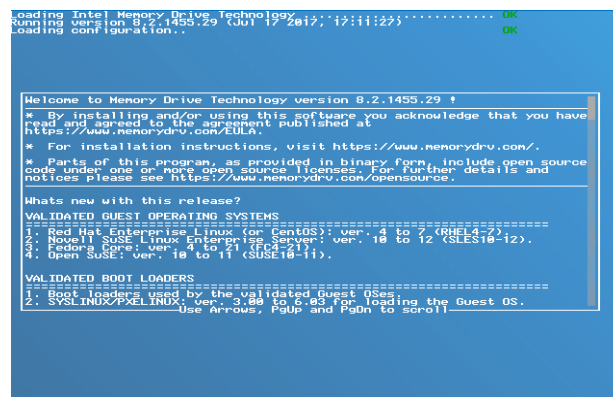 Loading Intel Memory Drive Technology ............................ OK
Running version 8.2.1455.29 (Jul 17 2017, 17:11:27)
Loading configuration.. OK
Welcome to Memory Drive Technology version 8.2.1455.29 !
* By installing and/or using this software you acknowledge that you have
read and agreed to the agreement published at
https://www.memorydrv.com/EULA.
* For installation instructions, visit https://www.memorydrv.com/.
* Parts of this program, as provided in binary form, include open source
code under one or more open source licenses. For further details and
notices please see https://www.memorydrv.com/opensource.
Whats new with this release?
VALIDATED GUEST OPERATING SYSTEMS
=================================================================
1. Red Hat Enterprise Linux (or CentOS): ver. 4 to 7 (RHEL4-7).
2. Novell SuSE Linux Enterprise Server: ver. 10 to 12 (SLES10-12).
3. Fedora Core: ver. 4 to 21 (FC4-21).
4. Open SuSE: ver. 10 to 11 (SUSE10-11).
VALIDATED BOOT LOADERS
=================================================================
1. Boot loaders used by the validated Guest OSes.
2. SYSLINUX/PXELINUX: ver. 3.00 to 6.03 for loading the Guest OS.
Use Arrows, PgUp and PgDn to scroll